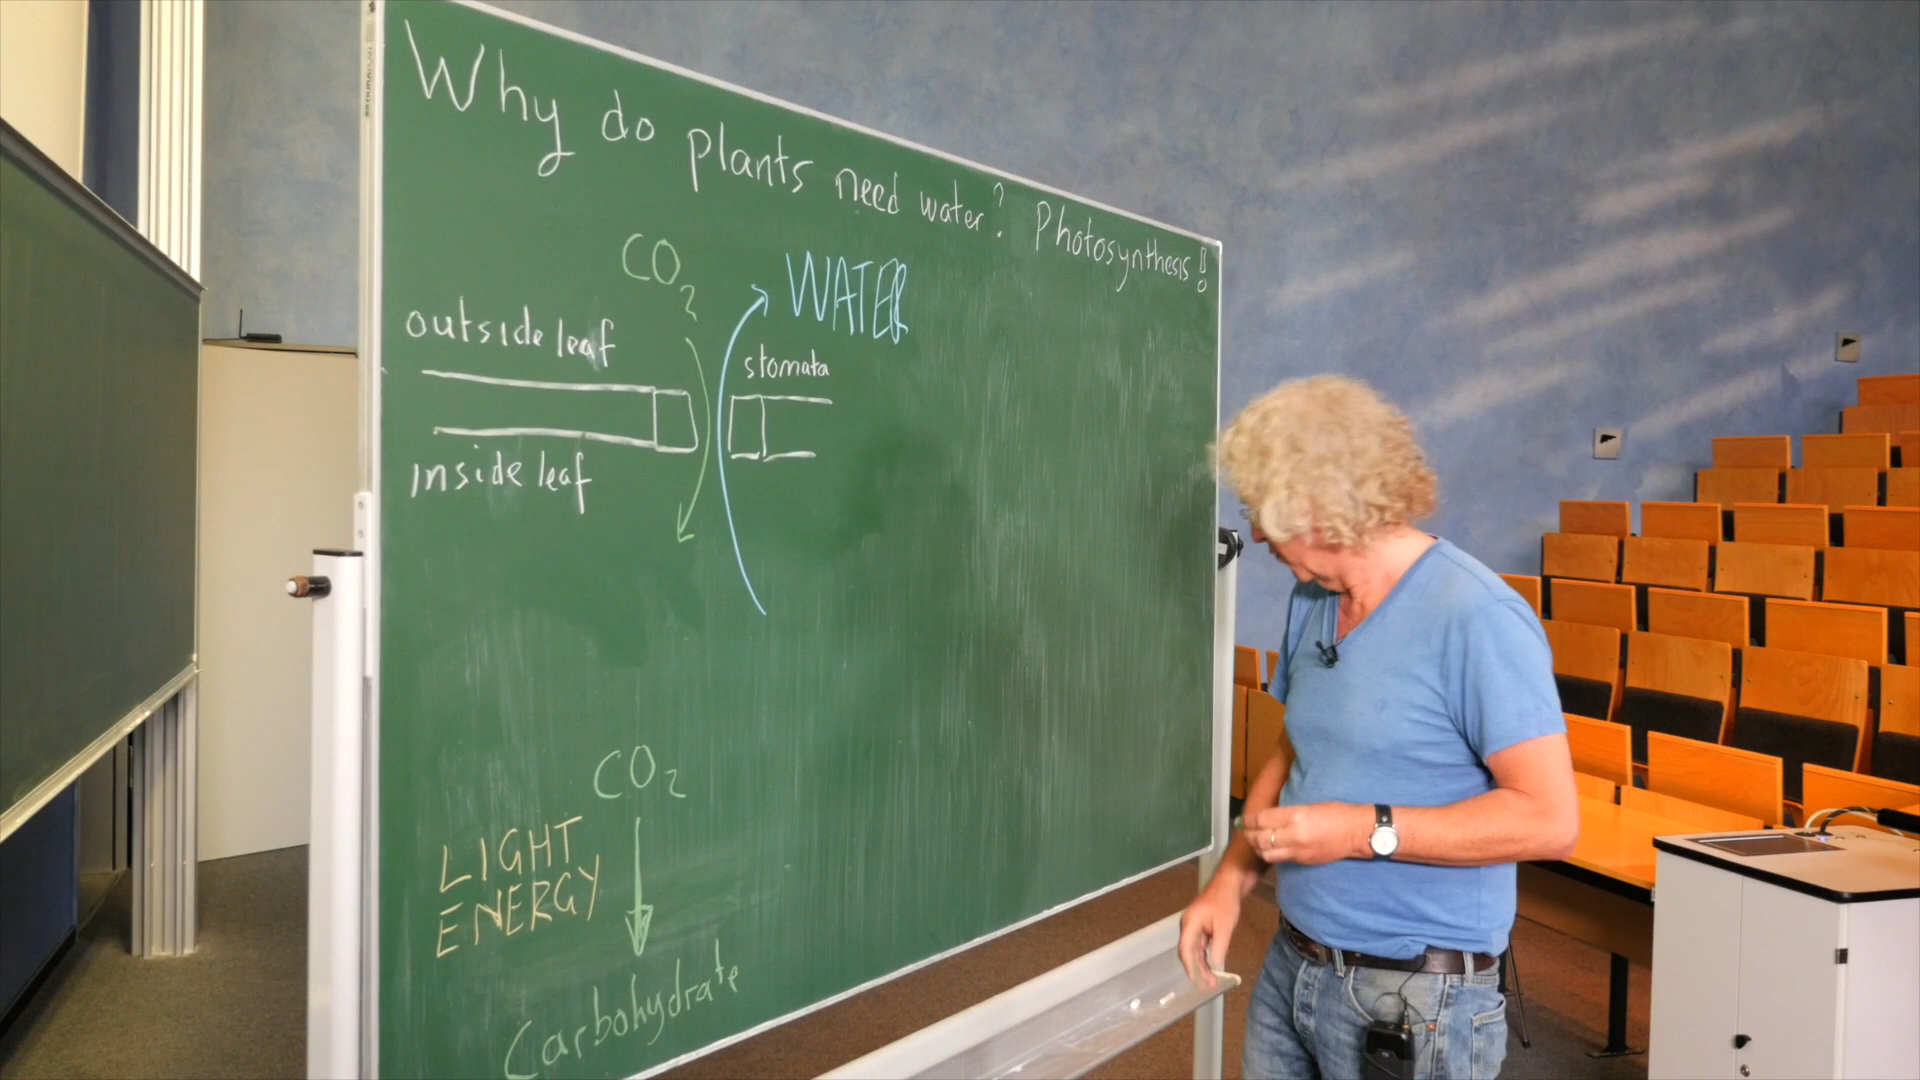 Why do plants need water? Photosynthesis!
CO2
WATER
outside leaf
stomata
inside leaf
CO2
LIGHT
ENERGY
Carbohydrate